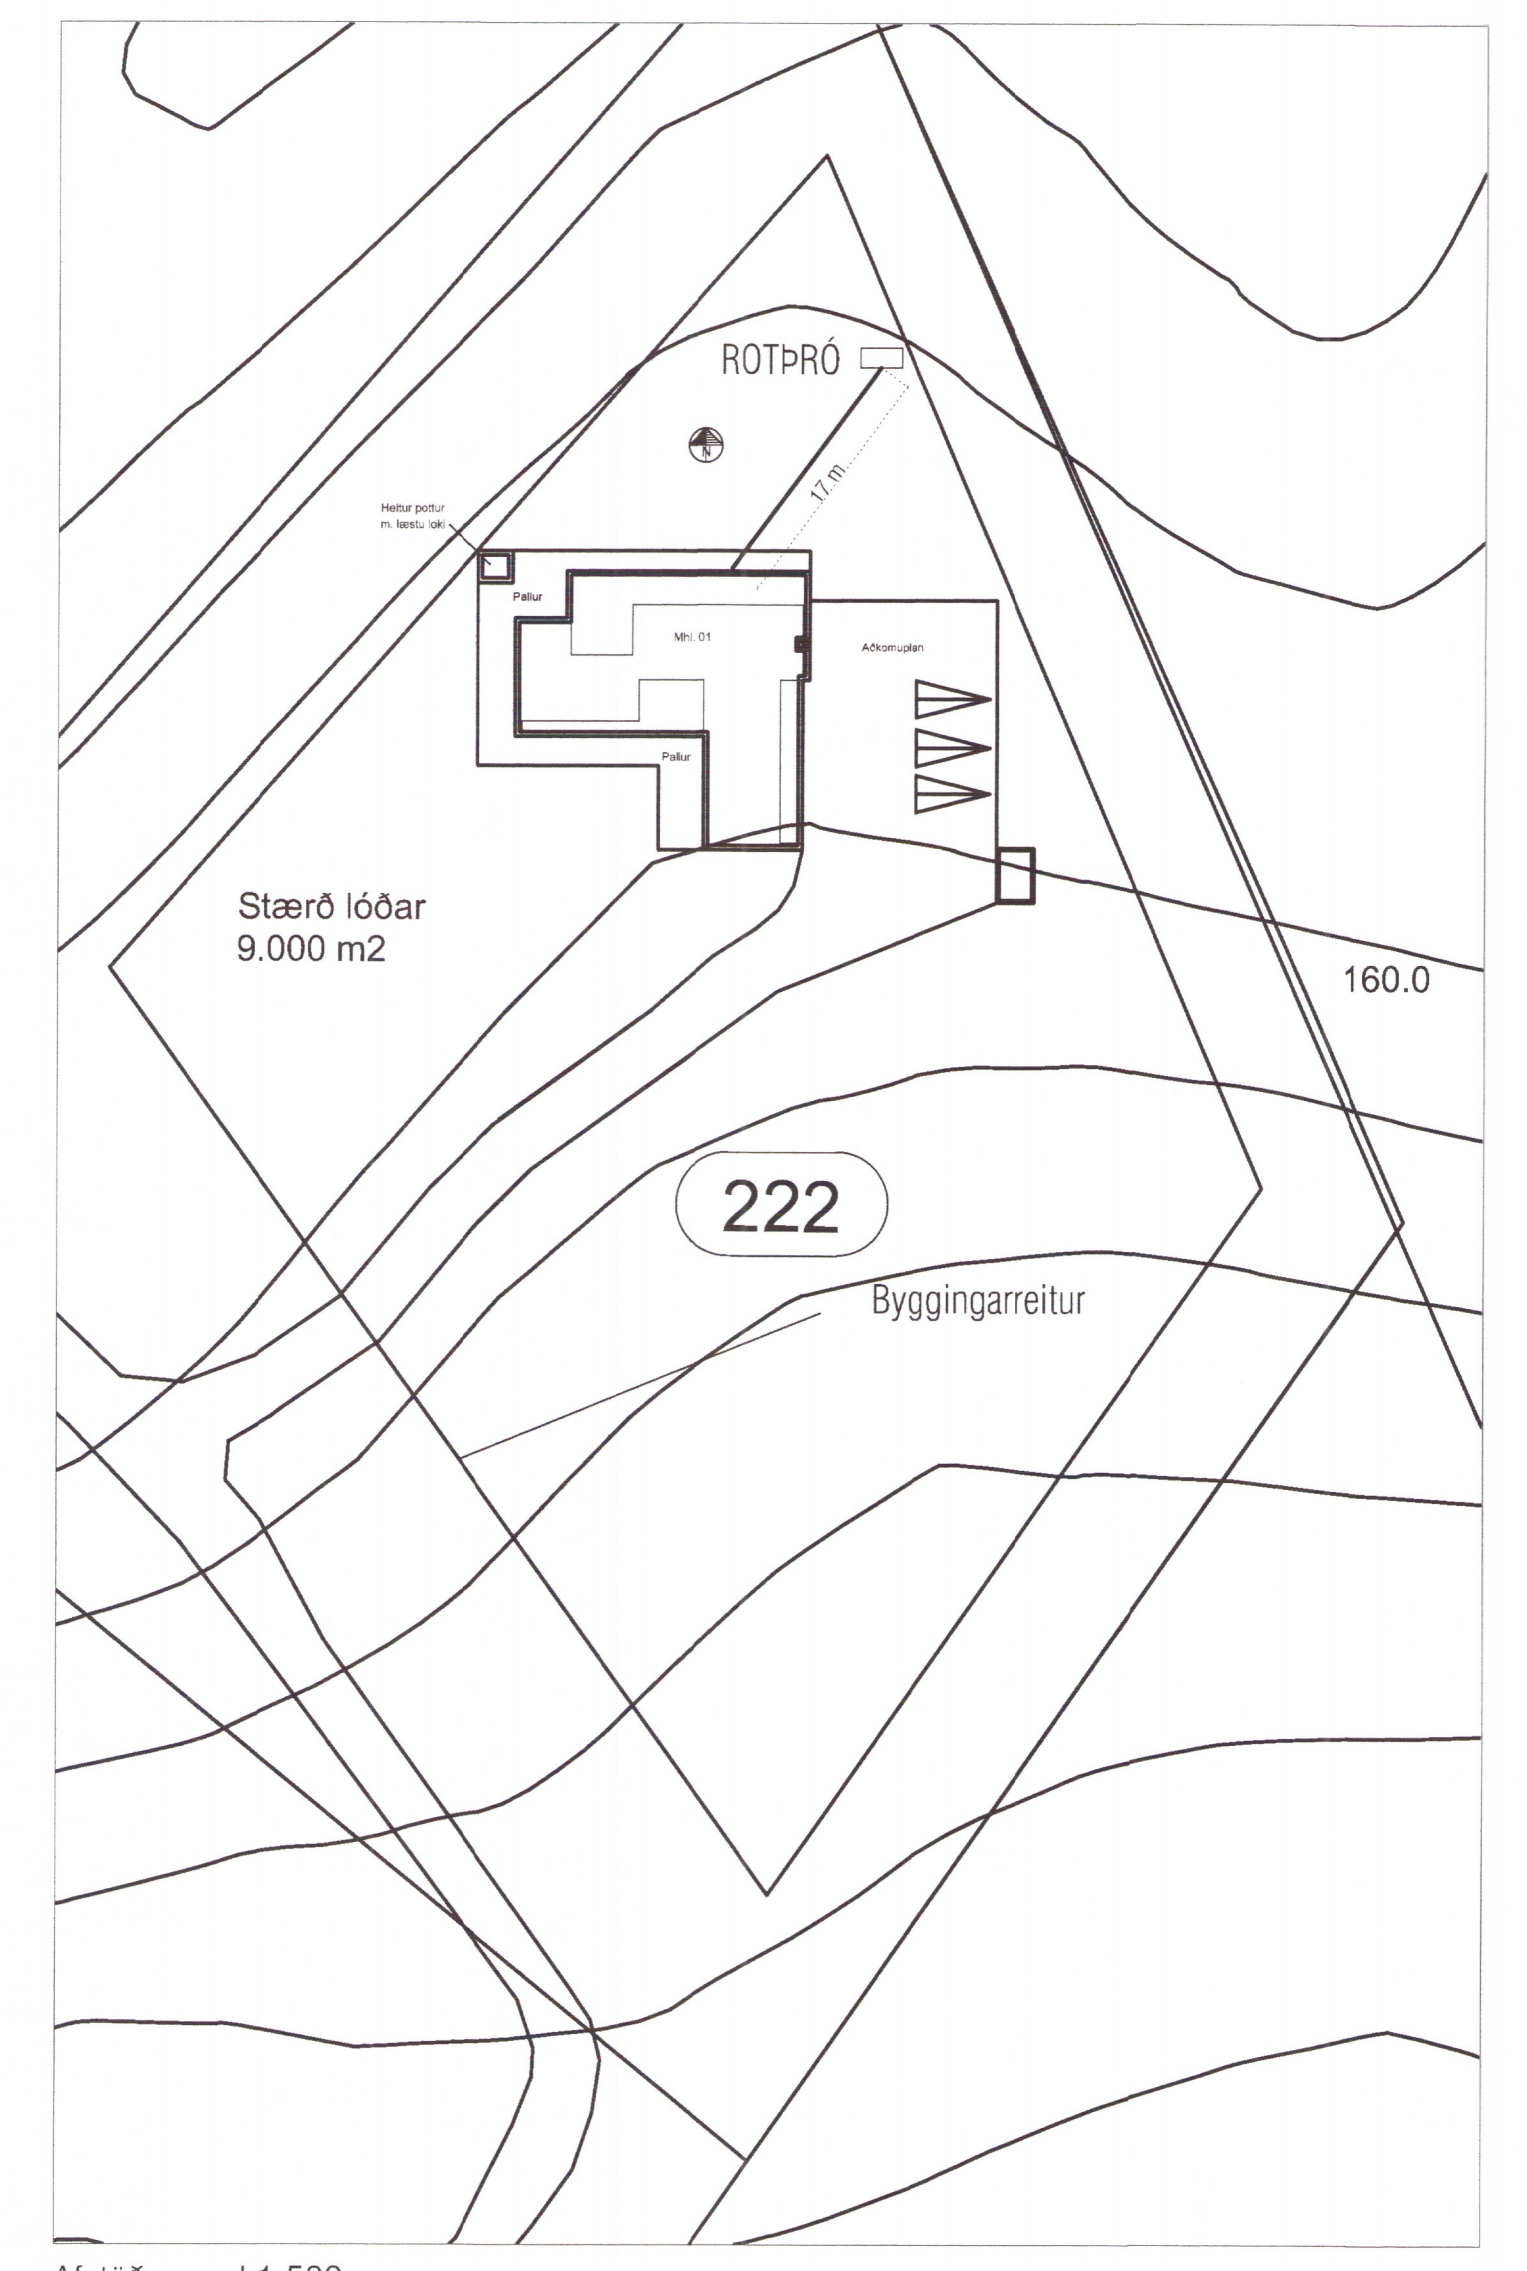 ROTÞRÓ
17 m
N
Heitur pottur
m. læstu loki
Pallur
Mhl. 01
Aðkomuplan
Pallur
Stærð lóðar
9.000 m2
160.0
222
Byggingarreitur